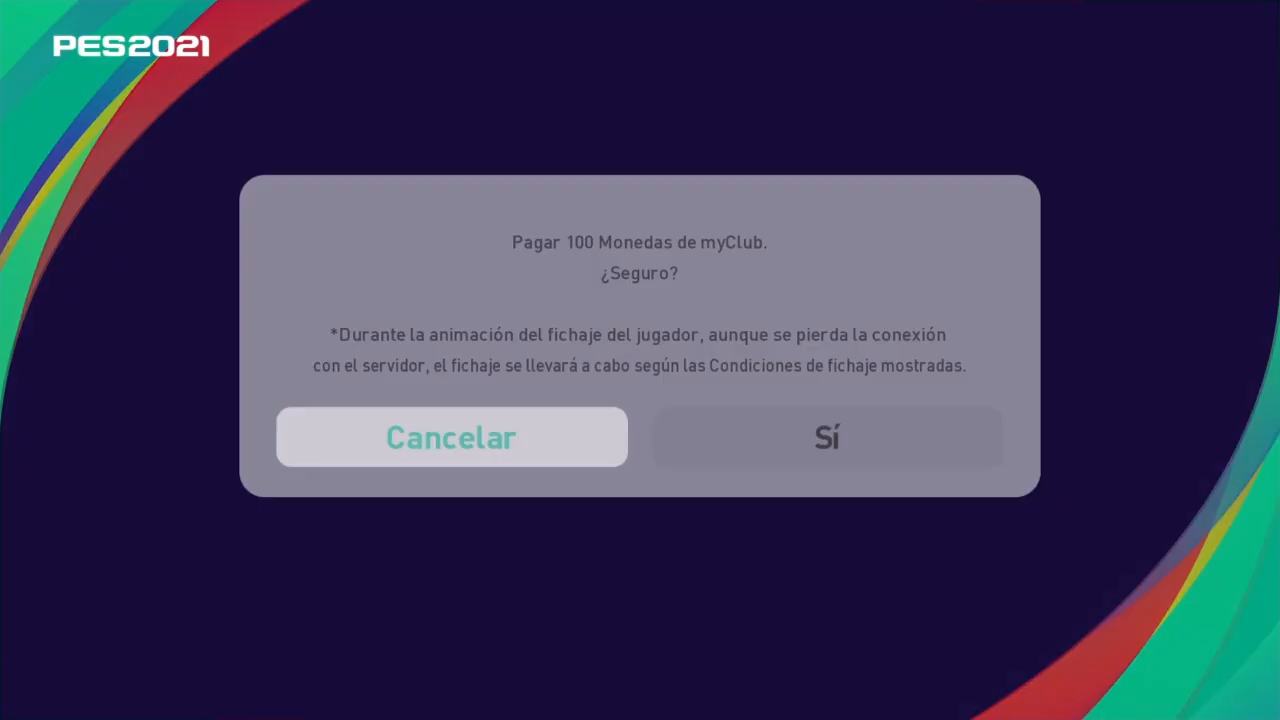 PES2021
Pagar 100 Monedas de myClub.
¿Seguro?
*Durante la animación del fichaje del jugador, aunque se pierda la conexión
con el servidor, el fichaje se llevará a cabo según las Condiciones de fichaje mostradas.
Cancelar
Sí